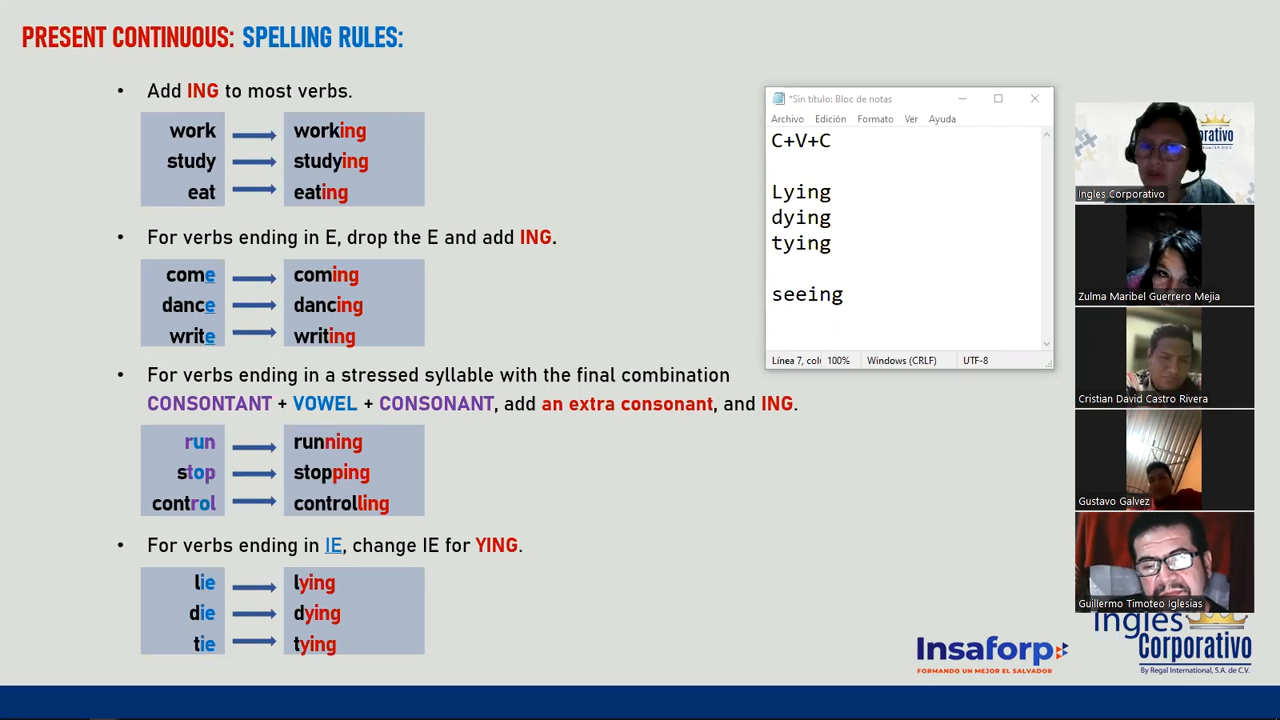 PRESENT CONTINUOUS: SPELLING RULES:
• Add ING to most verbs.
work working
study studying
eat eating
• For verbs ending in E, drop the E and add ING.
come coming
dance dancing
write writing
• For verbs ending in a stressed syllable with the final combination
CONSONTANT + VOWEL + CONSONANT, add an extra consonant, and ING.
run running
stop stopping
control controlling
• For verbs ending in IE, change IE for YING.
lie lying
die dying
tie tying
*Sin título: Bloc de notas
Archivo Edición Formato Ver Ayuda
C+V+C
Lying
dying
tying
seeing
Línea 7, colu 100% Windows (CRLF) UTF-8
orativo
Ingles Corporativo
Zulma Maribel Guerrero Mejia
Cristian David Castro Rivera
Gustavo Galvez
Guillermo Timoteo Iglesias
Insaforp
FORMANDO UN MEJOR EL SALVADOR
Ingles
Corporativo
By Regal International, S.A. de C.V.